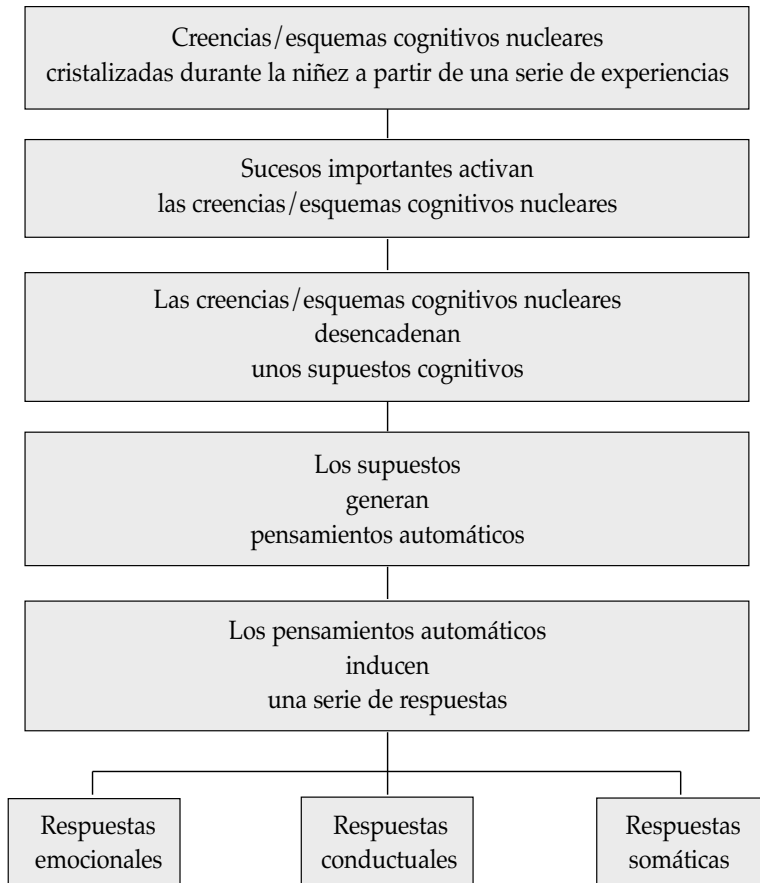 Creencias/esquemas cognitivos nucleares
cristalizadas durante la niñez a partir de una serie de experiencias
Sucesos importantes activan
las creencias/esquemas cognitivos nucleares
Las creencias/esquemas cognitivos nucleares
desencadenan
unos supuestos cognitivos
Los supuestos
generan
pensamientos automáticos
Los pensamientos automáticos
inducen
una serie de respuestas
Respuestas
emocionales
Respuestas
conductuales
Respuestas
somáticas